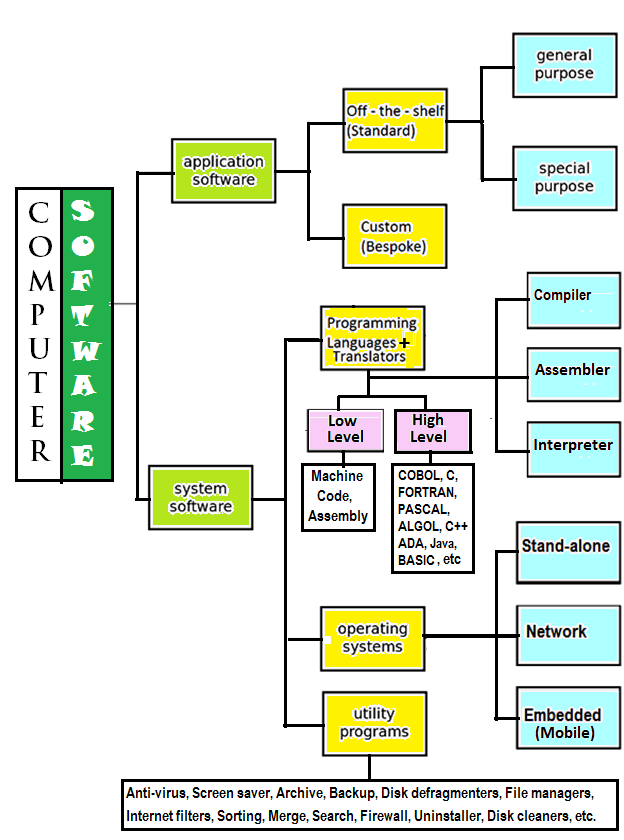 COMPUTER
SOFTWARE
application
software
Off - the - shelf
(Standard)
general
purpose
special
purpose
Custom
(Bespoke)
system
software
Programming
Languages +
Translators
Compiler
Assembler
Interpreter
Low
Level
High
Level
Machine
Code,
Assembly
COBOL, C,
FORTRAN,
PASCAL,
ALGOL, C++
ADA, Java,
BASIC, etc
operating
systems
Stand-alone
Network
Embedded
(Mobile)
utility
programs
Anti-virus, Screen saver, Archive, Backup, Disk defragmenters, File managers,
Internet filters, Sorting, Merge, Search, Firewall, Uninstaller, Disk cleaners, etc.